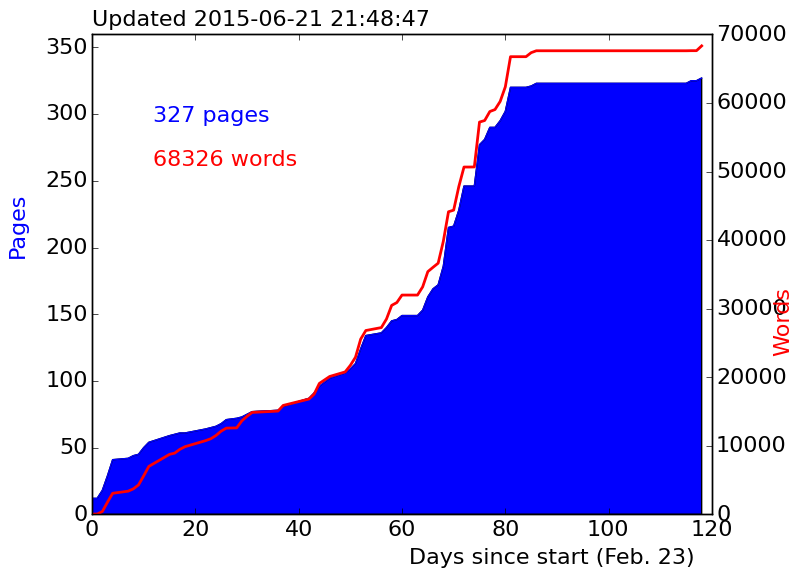 Updated 2015-06-21 21:48:47
350
300
250
200
150
100
50
0
Pages
327 pages
68326 words
70000
60000
50000
40000
30000
20000
10000
0
Words
0 20 40 60 80 100 120
Days since start (Feb. 23)